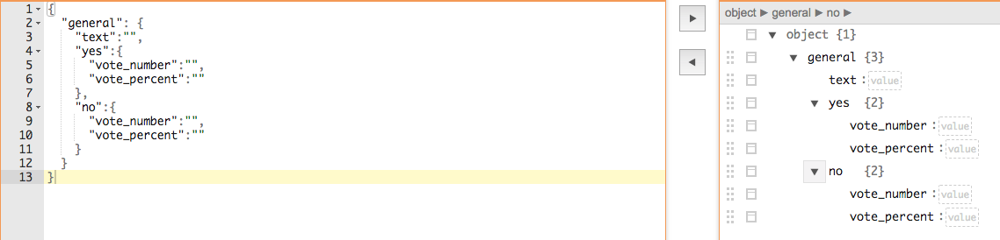 1 {
2 "general": {
3 "text":"",
4 "yes":{
5 "vote_number":"",
6 "vote_percent":""
7 },
8 "no":{
9 "vote_number":"",
10 "vote_percent":""
11 }
12 }
13 }
object ▶ general ▶ no ▶
▼ object {1}
▼ general {3}
text : value
▼ yes {2}
vote_number : value
vote_percent : value
▼ no {2}
vote_number : value
vote_percent : value